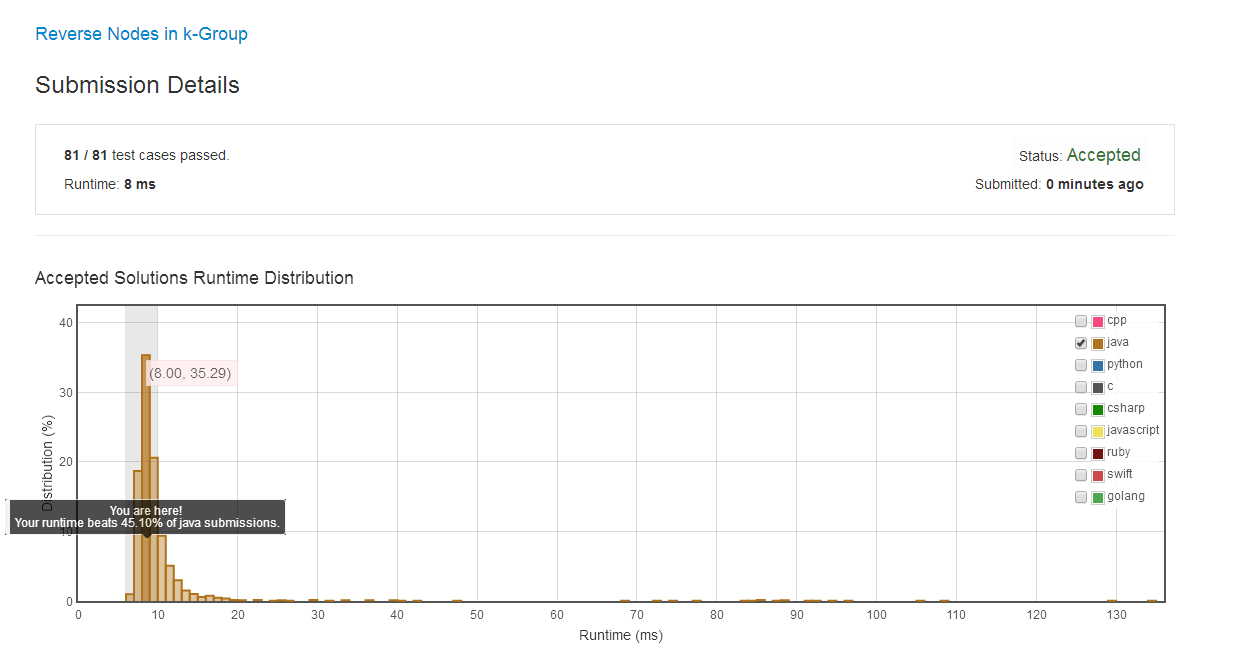 Reverse Nodes in k-Group
Submission Details
81 / 81 test cases passed.
Status: Accepted
Runtime: 8 ms
Submitted: 0 minutes ago
Accepted Solutions Runtime Distribution
Distribution (%)
40
30
20
10
0
(8.00, 35.29)
You are here!
Your runtime beats 45.10% of java submissions.
cpp
java
python
c
csharp
javascript
ruby
swift
golang
0 10 20 30 40 50 60 70 80 90 100 110 120 130
Runtime (ms)